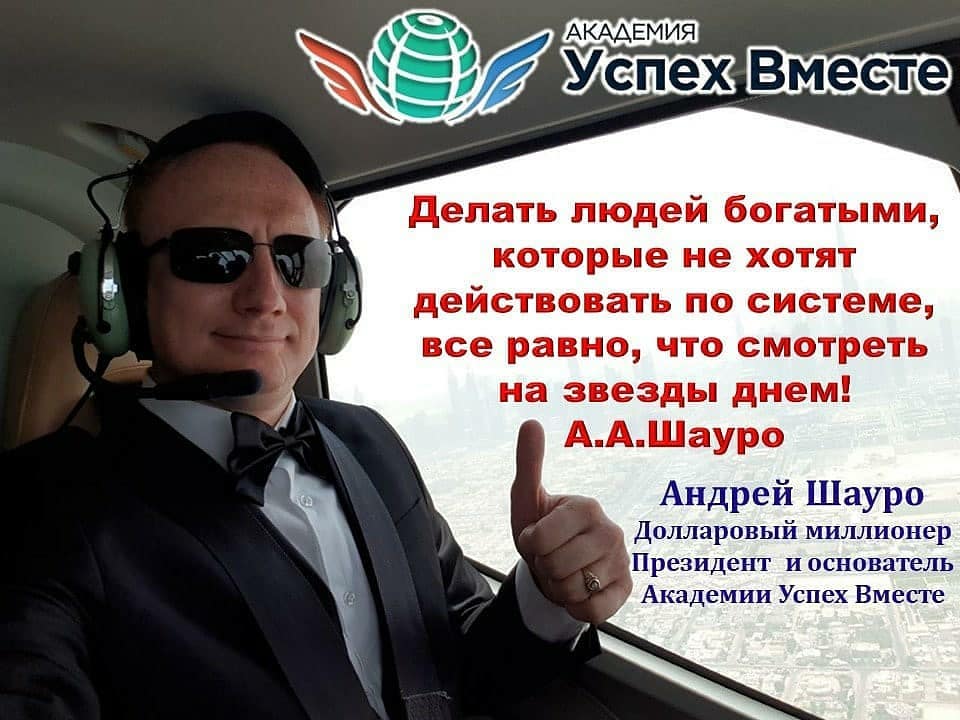 АКАДЕМИЯ
Успех Вместе
Делать людей богатыми,
которые не хотят
действовать по системе,
все равно, что смотреть
на звезды днем!
А.А.Шауро
Андрей Шауро
Долларовый миллионер
Президент и основатель
Академии Успех Вместе